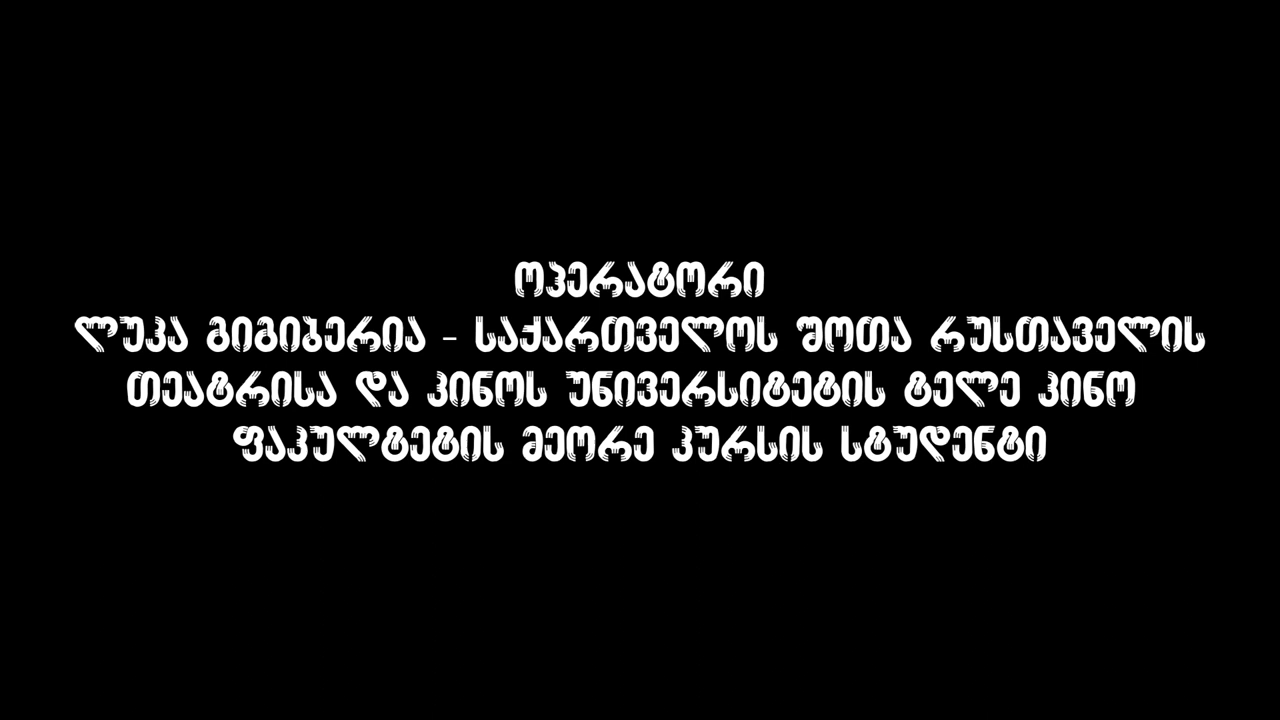 ოპერატორი
ლუკა გიგიბერია - საქართველოს შოთა რუსთაველის
თეატრისა და კინოს უნივერსიტეტის ტელე კინო
ფაკულტეტის მეორე კურსის სტუდენტი